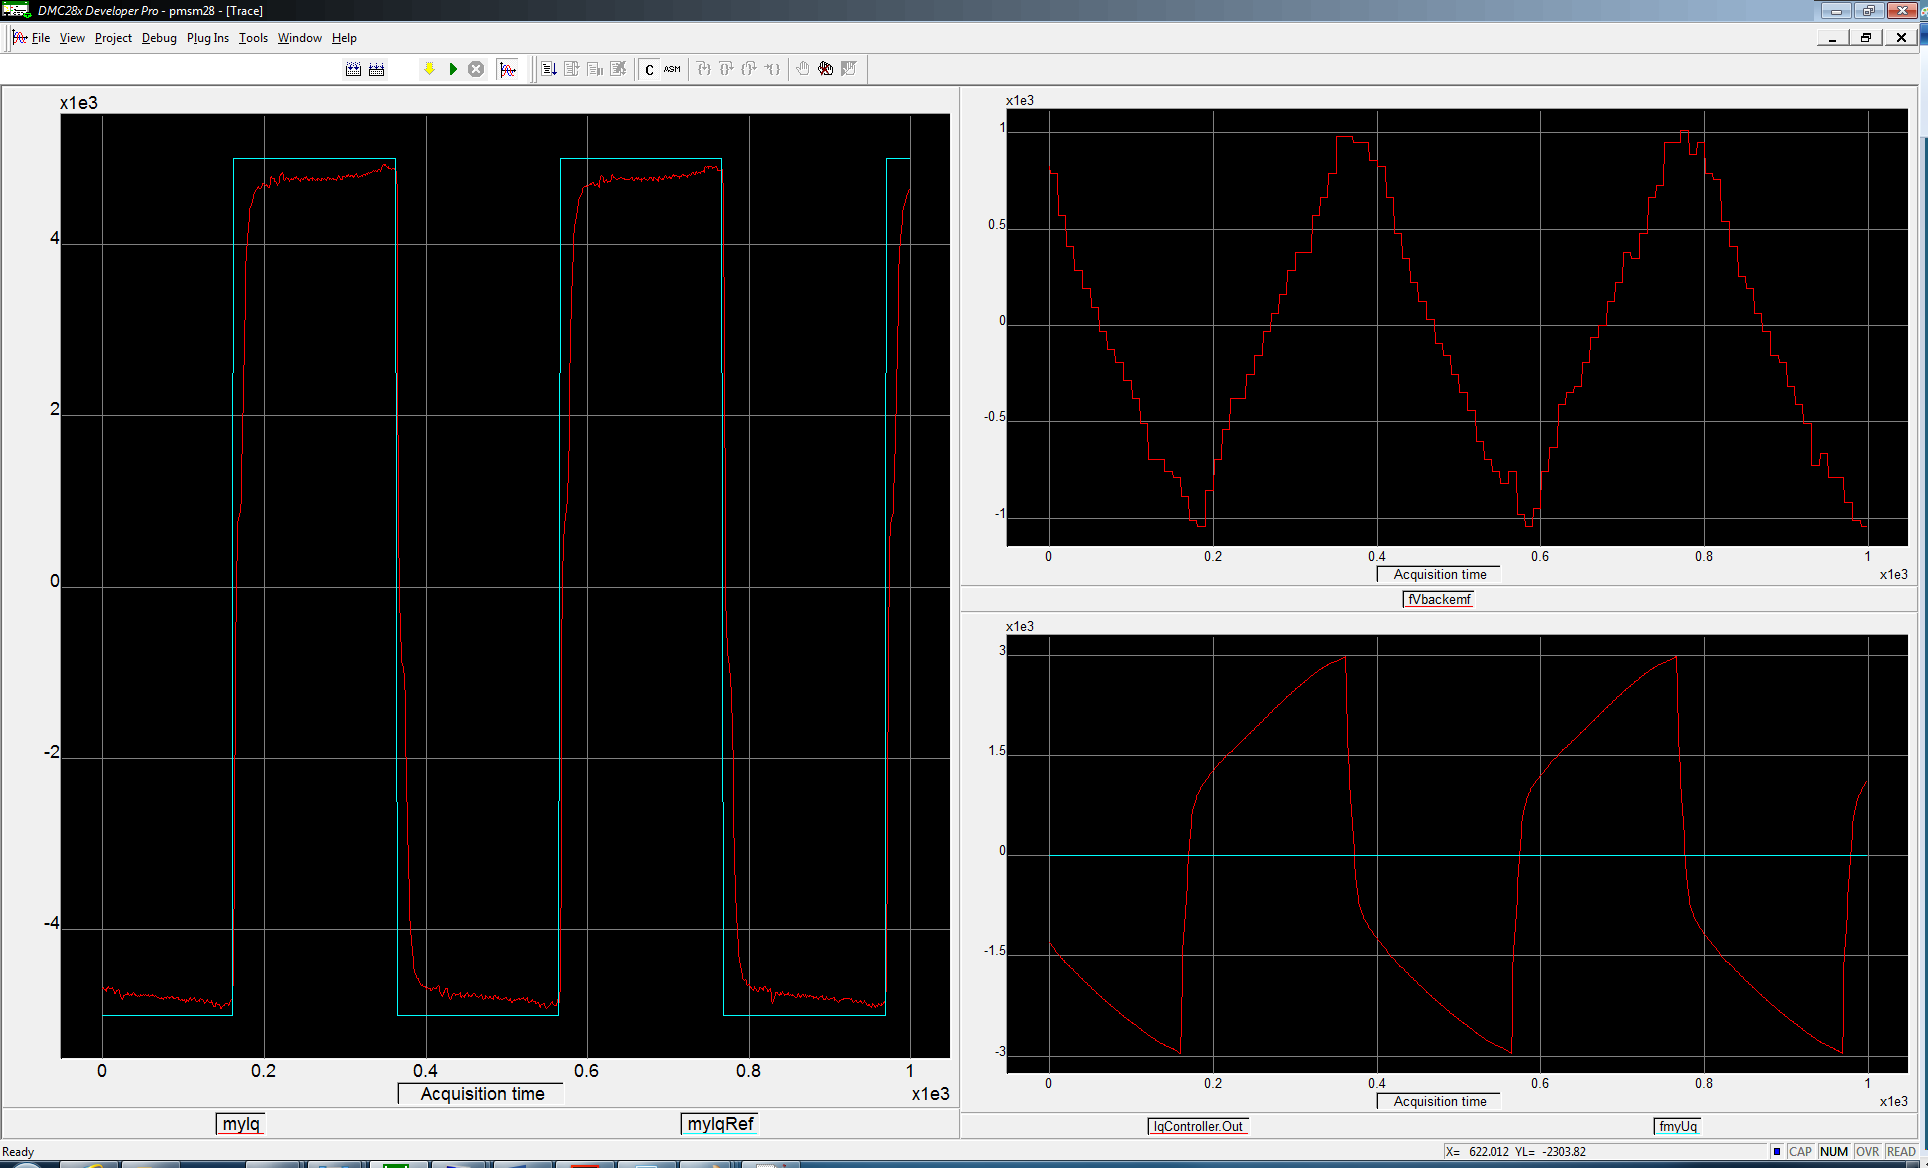 DMC28x Developer Pro - pmsm28 - [Trace]
File View Project Debug Plug Ins Tools Window Help
C ASM
x1e3
4
2
0
-2
-4
0 0.2 0.4 0.6 0.8 1
Acquisition time
x1e3
myIq myIqRef
x1e3
1
0.5
0
-0.5
-1
0 0.2 0.4 0.6 0.8 1
Acquisition time
x1e3
fVbackemf
x1e3
3
1.5
0
-1.5
-3
0 0.2 0.4 0.6 0.8 1
Acquisition time
x1e3
IqController.Out fmyUq
Ready X= 622.012 YL= -2303.82 CAP NUM OVR READ